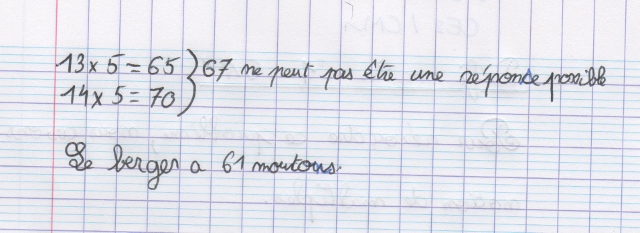 13 x 5 = 65 } 67 ne peut pas être une réponse possible
14 x 5 = 70
Le berger a 61 moutons.